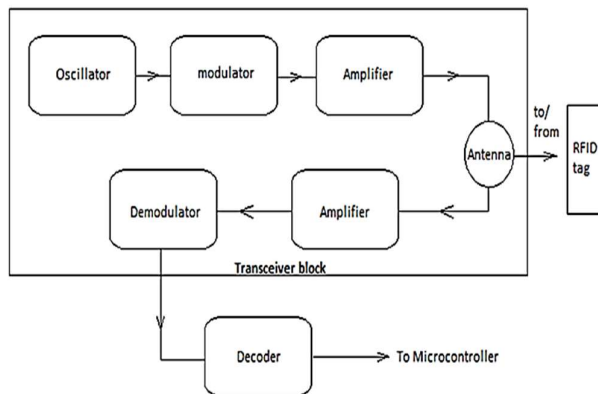 Oscillator
modulator
Amplifier
to/
from
Antenna
RFID
tag
Demodulator
Amplifier
Transceiver block
Decoder
To Microcontroller